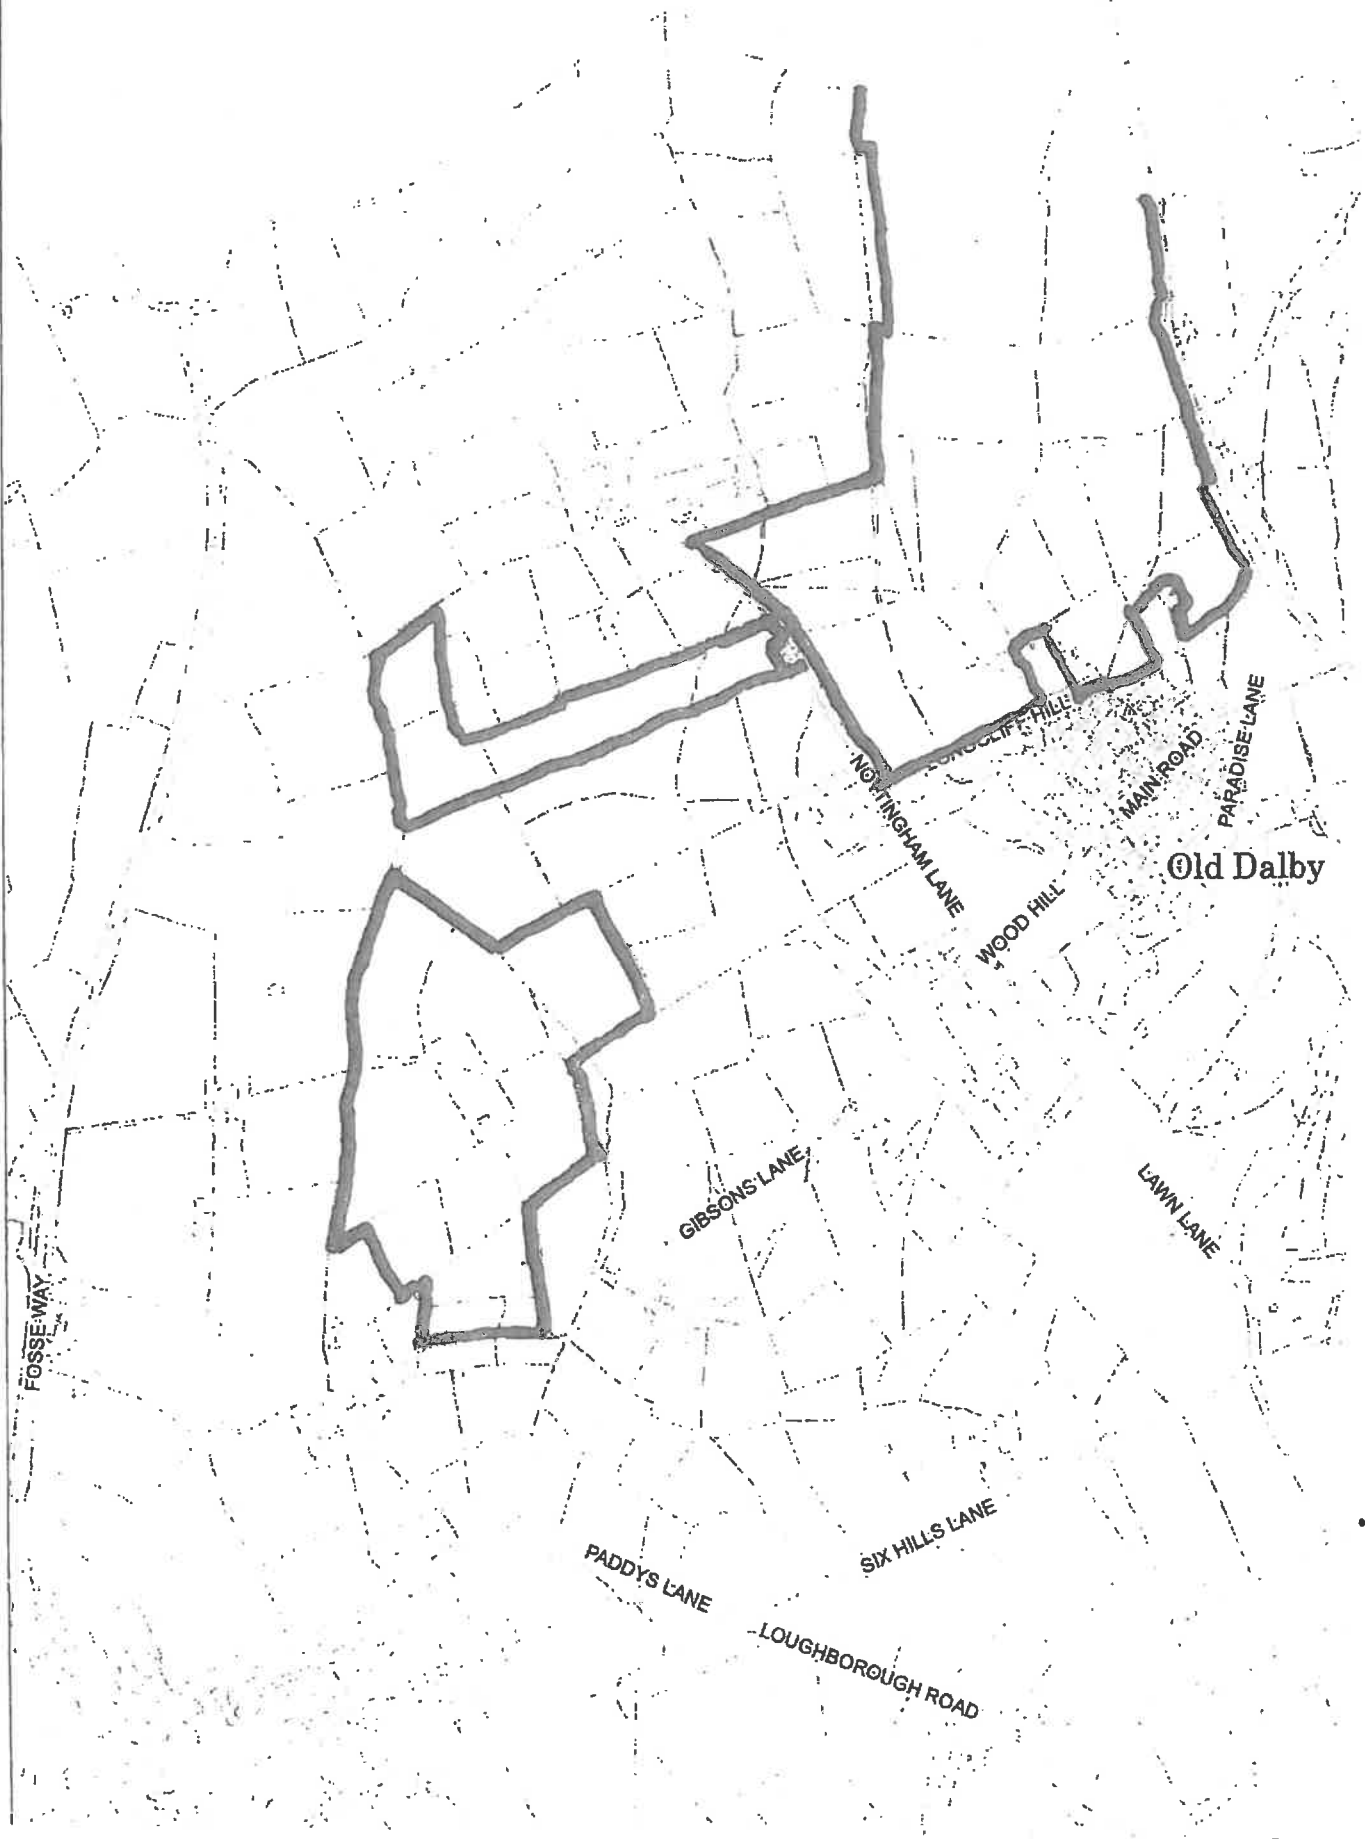 LONGCLIFF HILL
NOTTINGHAM LANE
MAIN ROAD
PARADISE LANE
Old Dalby
WOOD HILL
GIBSONS LANE
LAWN LANE
FOSSE WAY
SIX HILLS LANE
PADDYS LANE
LOUGHBOROUGH ROAD